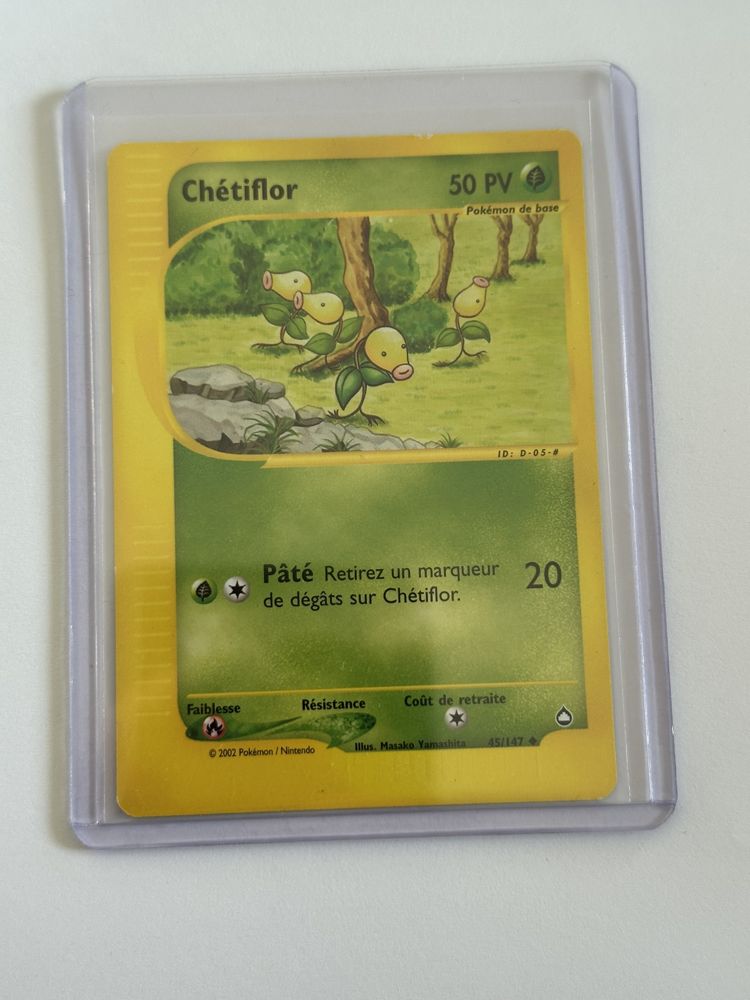 Chétiflor 50 PV
Pokémon de base
ID: D-05-#
Pâté Retirez un marqueur 20
de dégâts sur Chétiflor.
Faiblesse Résistance Coût de retraite
Illus. Masako Yamashita 45/147
© 2002 Pokémon / Nintendo